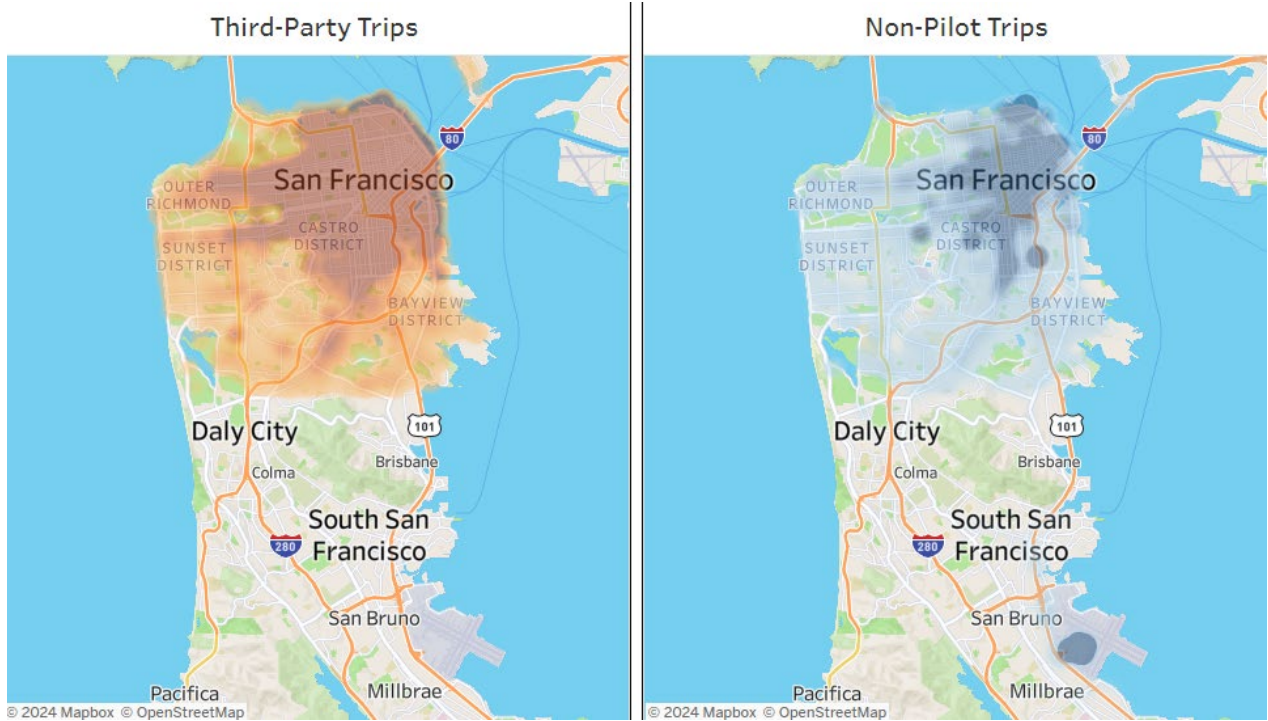 Third-Party Trips
80
San Francisco
OUTER
RICHMOND
CASTRO
DISTRICT
SUNSET
DISTRICT
BAYVIEW
DISTRICT
Daly City
101
Colma
Brisbane
South San
Francisco
280
San Bruno
Pacifica
Millbrae
© 2024 Mapbox © OpenStreetMap
Non-Pilot Trips
80
San Francisco
OUTER
RICHMOND
CASTRO
DISTRICT
SUNSET
DISTRICT
BAYVIEW
DISTRICT
Daly City
101
Colma
Brisbane
South San
Francisco
280
San Bruno
Pacifica
Millbrae
© 2024 Mapbox © OpenStreetMap